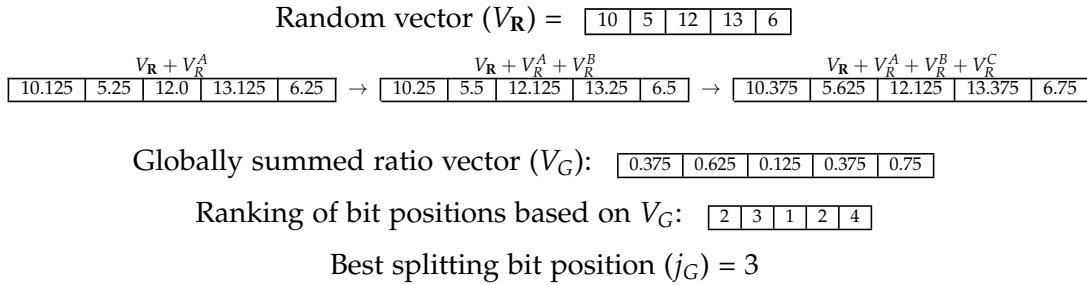 Random vector (V_R) = 10 5 12 13 6
V_R + V_R^A V_R + V_R^A + V_R^B V_R + V_R^A + V_R^B + V_R^C
10.125 5.25 12.0 13.125 6.25 → 10.25 5.5 12.125 13.25 6.5 → 10.375 5.625 12.125 13.375 6.75
Globally summed ratio vector (V_G): 0.375 0.625 0.125 0.375 0.75
Ranking of bit positions based on V_G: 2 3 1 2 4
Best splitting bit position (j_G) = 3